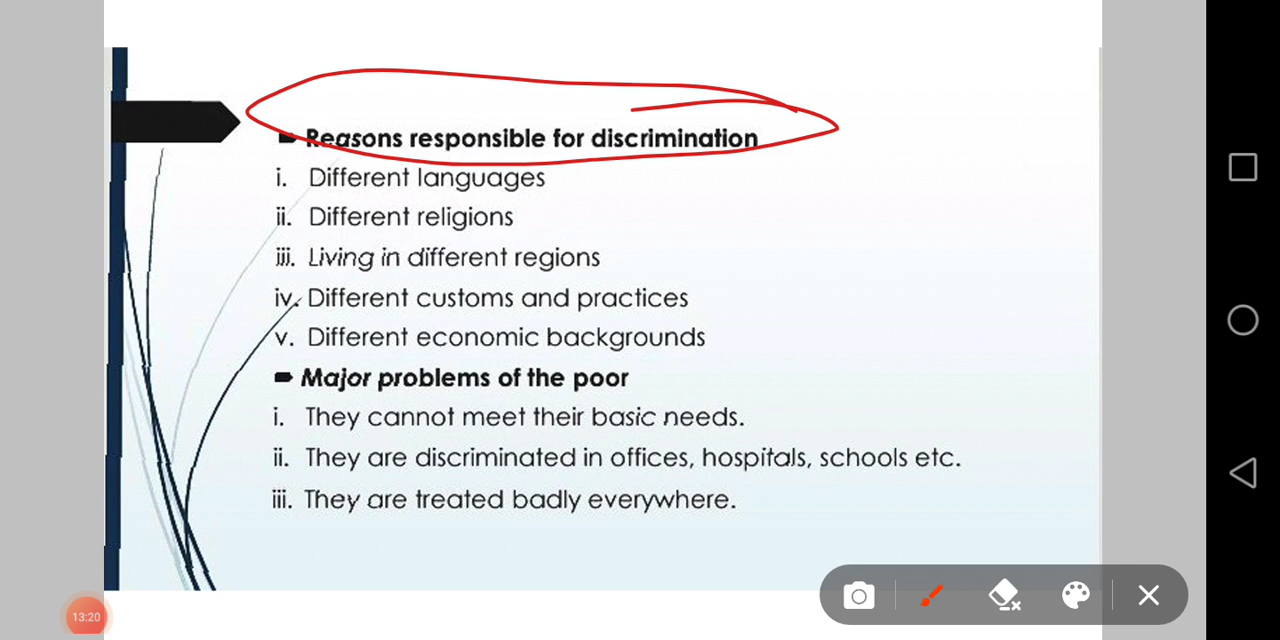 Reasons responsible for discrimination
i. Different languages
ii. Different religions
iii. Living in different regions
iv. Different customs and practices
v. Different economic backgrounds
Major problems of the poor
i. They cannot meet their basic needs.
ii. They are discriminated in offices, hospitals, schools etc.
iii. They are treated badly everywhere.
13:20